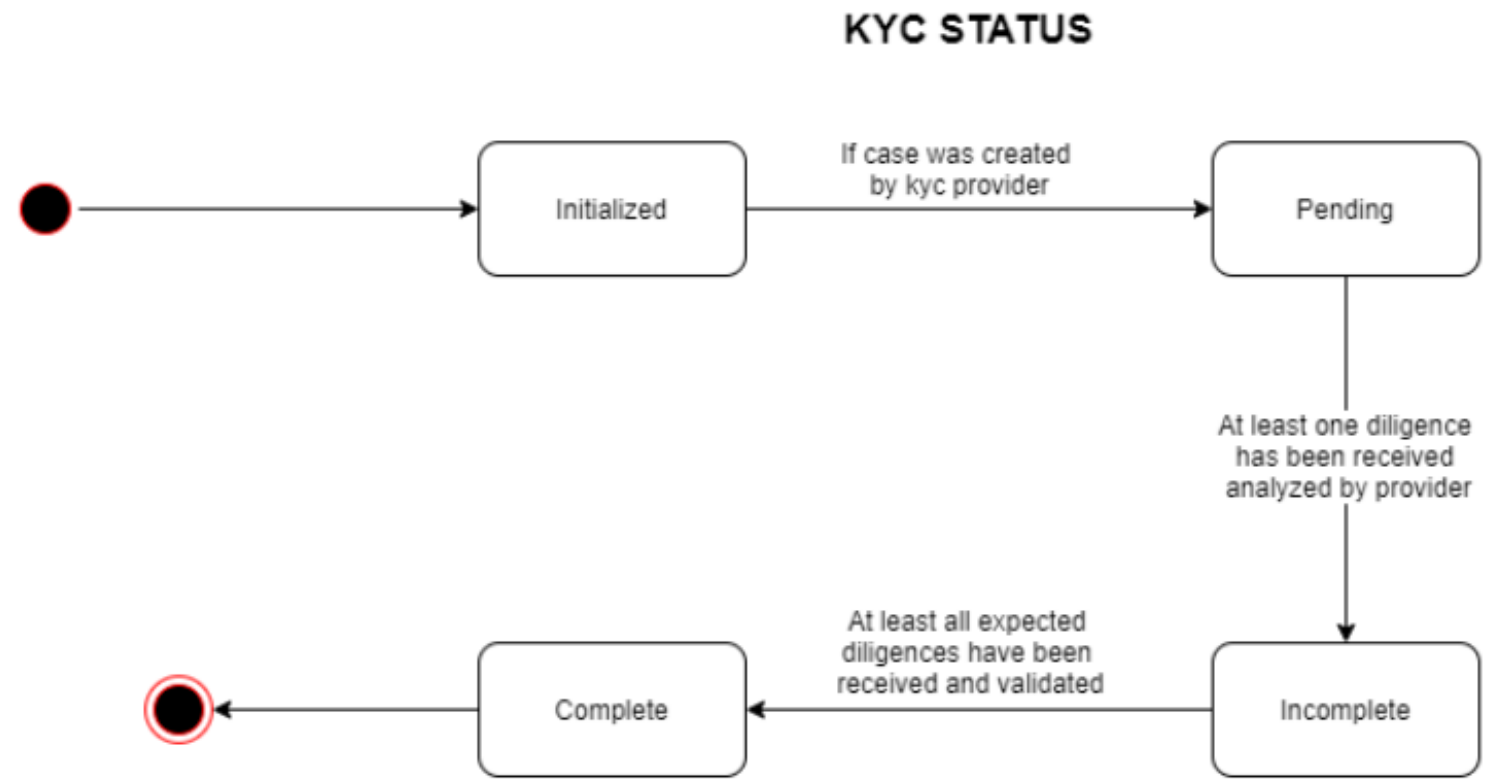 KYC STATUS
If case was created
by kyc provider
Initialized
Pending
At least one diligence
has been received
analyzed by provider
At least all expected
diligences have been
received and validated
Complete
Incomplete